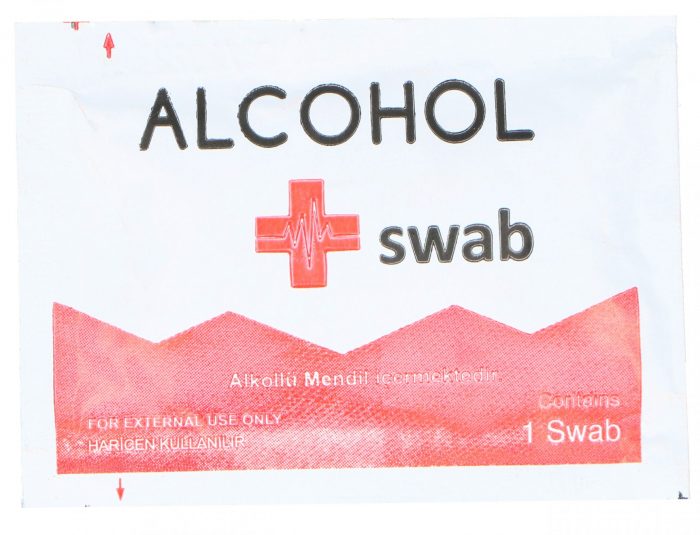 ALCOHOL
swab
Alkollü Mendil içermektedir.
Contains
1 Swab
FOR EXTERNAL USE ONLY
HARİCEN KULLANILIR